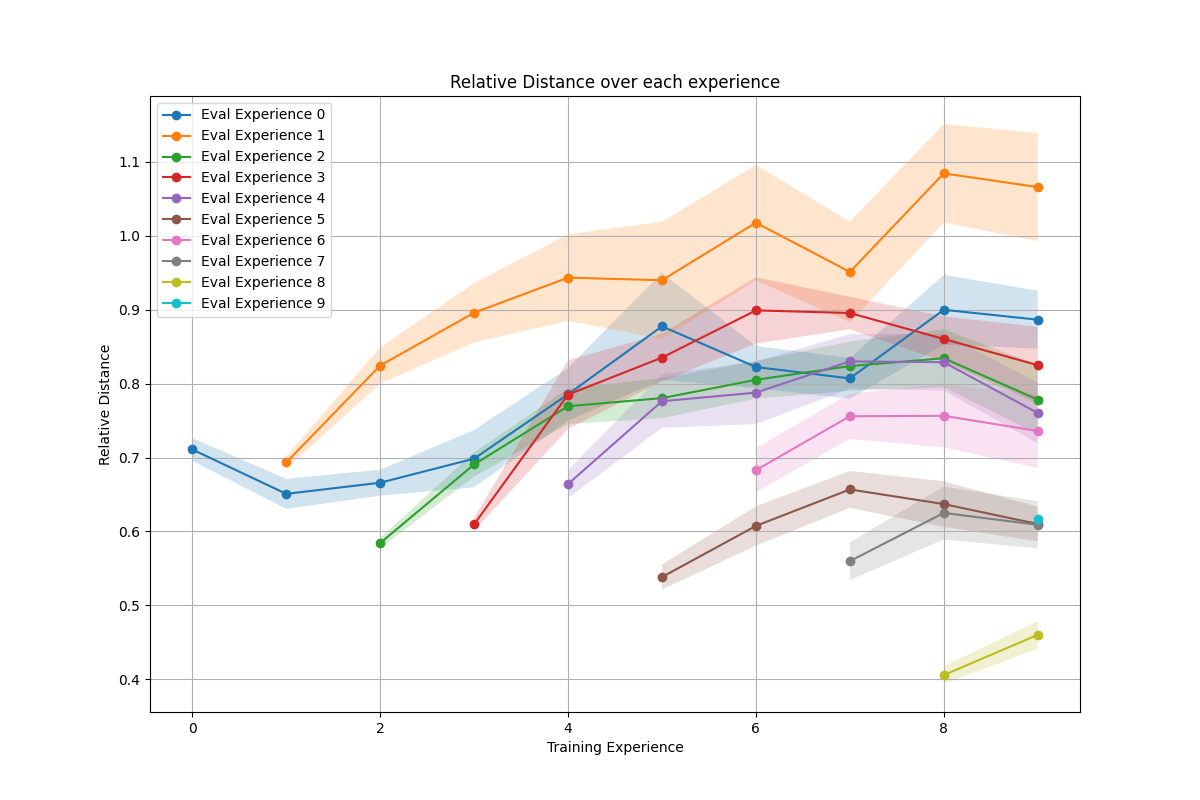 Relative Distance over each experience
Eval Experience 0
Eval Experience 1
Eval Experience 2
Eval Experience 3
Eval Experience 4
Eval Experience 5
Eval Experience 6
Eval Experience 7
Eval Experience 8
Eval Experience 9
1.1
1.0
0.9
0.8
0.7
0.6
0.5
0.4
Relative Distance
0 2 4 6 8
Training Experience